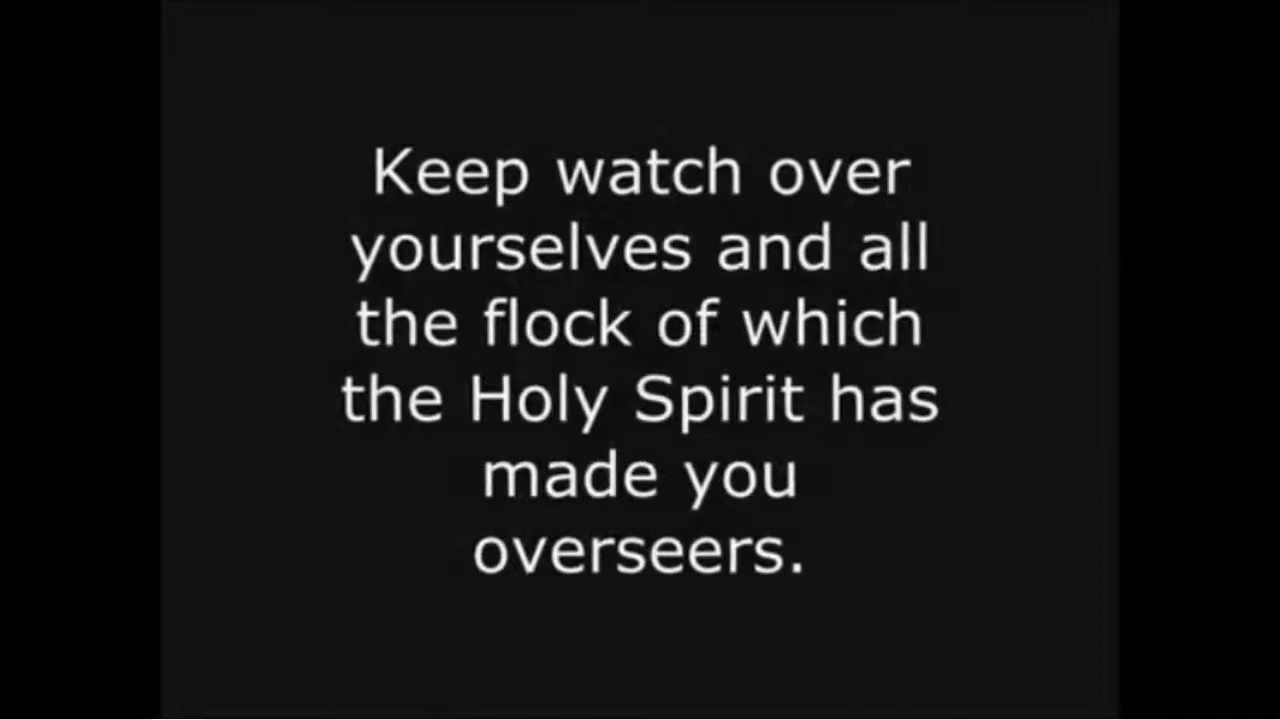 Keep watch over
yourselves and all
the flock of which
the Holy Spirit has
made you
overseers.